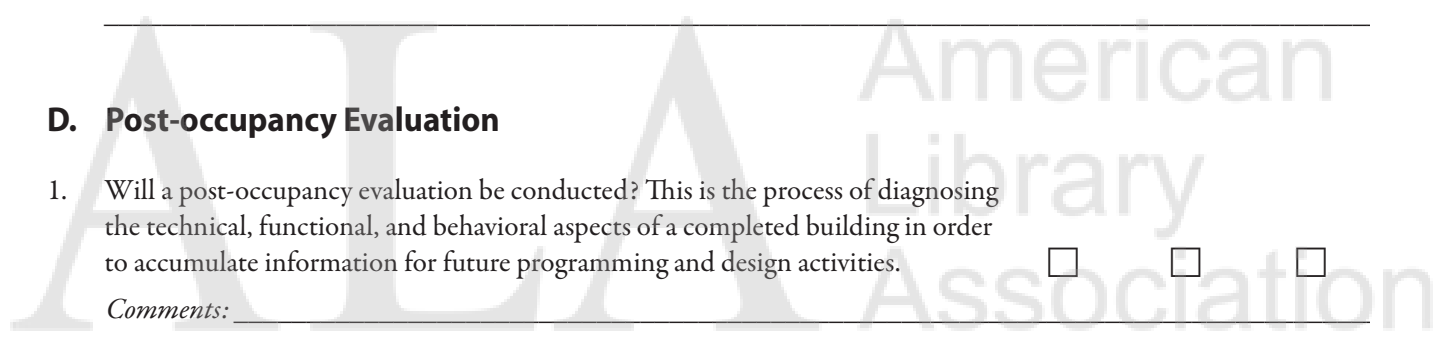 ALA American
Library
Association
D. Post-occupancy Evaluation
1. Will a post-occupancy evaluation be conducted? This is the process of diagnosing
the technical, functional, and behavioral aspects of a completed building in order
to accumulate information for future programming and design activities. ☐ ☐ ☐
Comments: